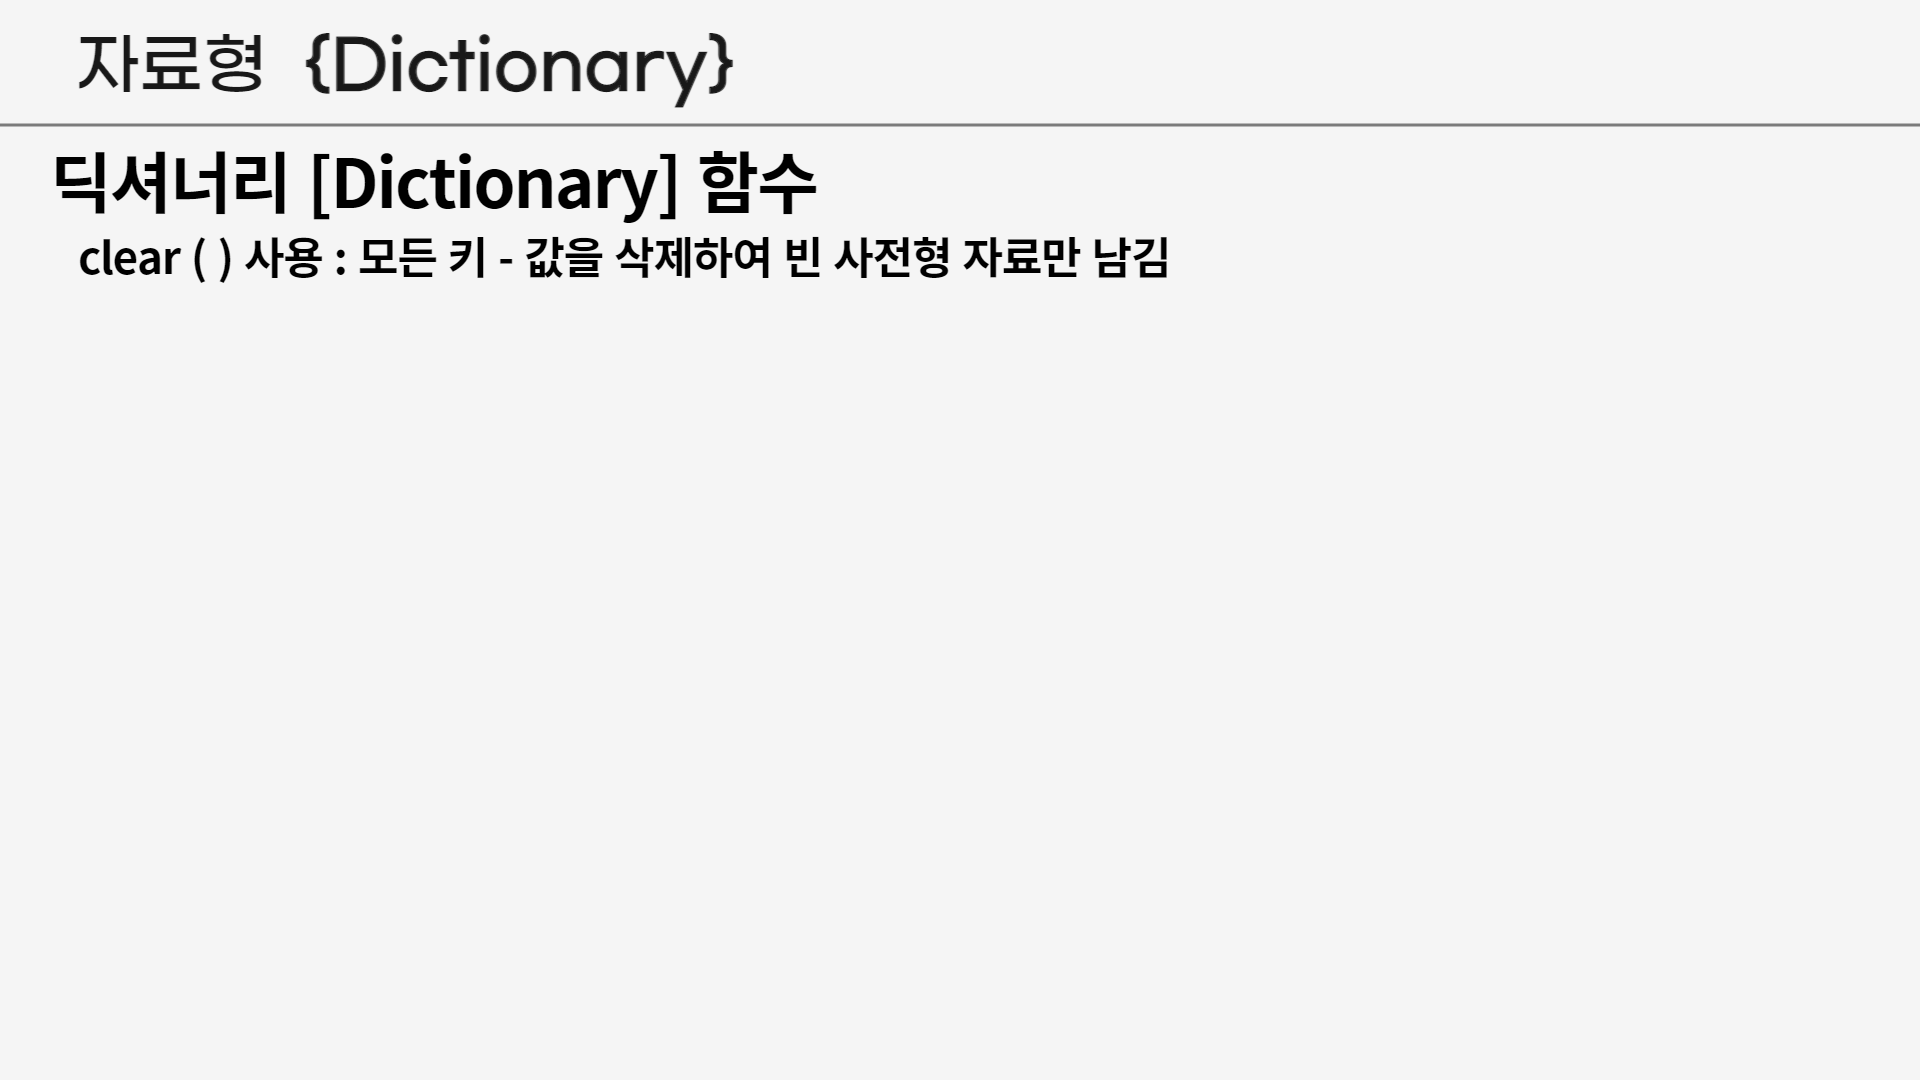 자료형 {Dictionary}
딕셔너리 [Dictionary] 함수
clear ( ) 사용 : 모든 키 - 값을 삭제하여 빈 사전형 자료만 남김